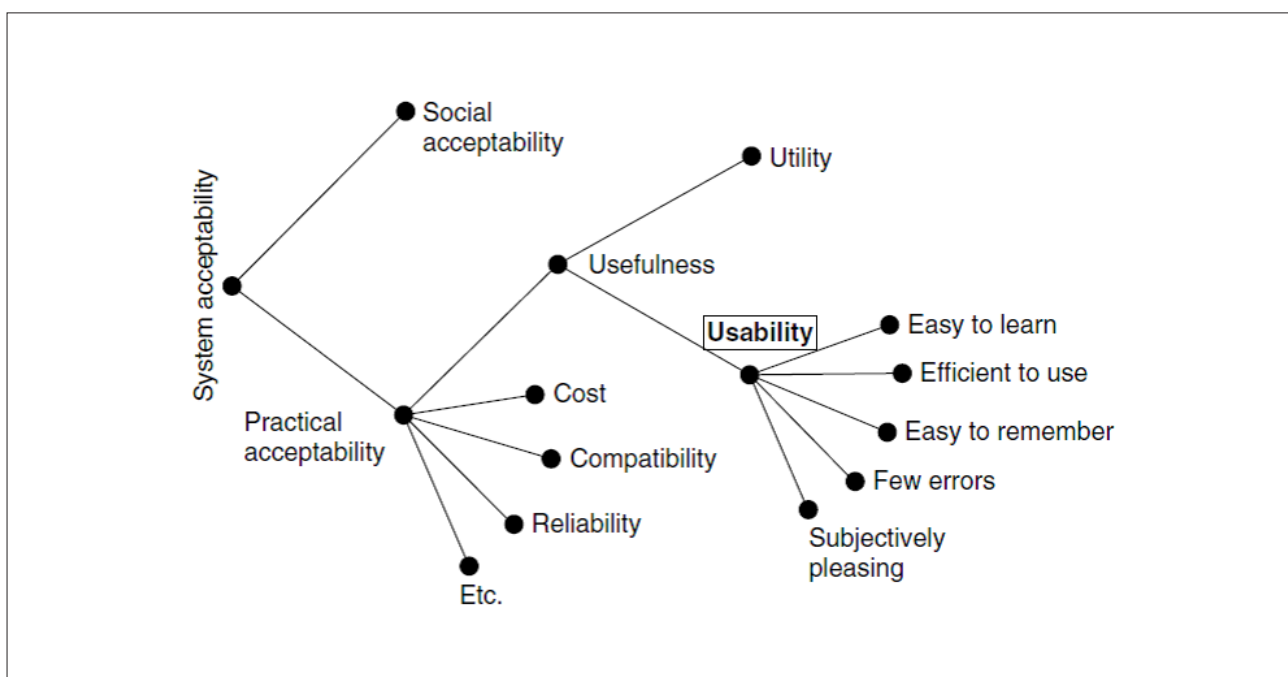 System acceptability
Social
acceptability
Practical
acceptability
Usefulness
Utility
Usability
Easy to learn
Efficient to use
Easy to remember
Few errors
Subjectively
pleasing
Cost
Compatibility
Reliability
Etc.